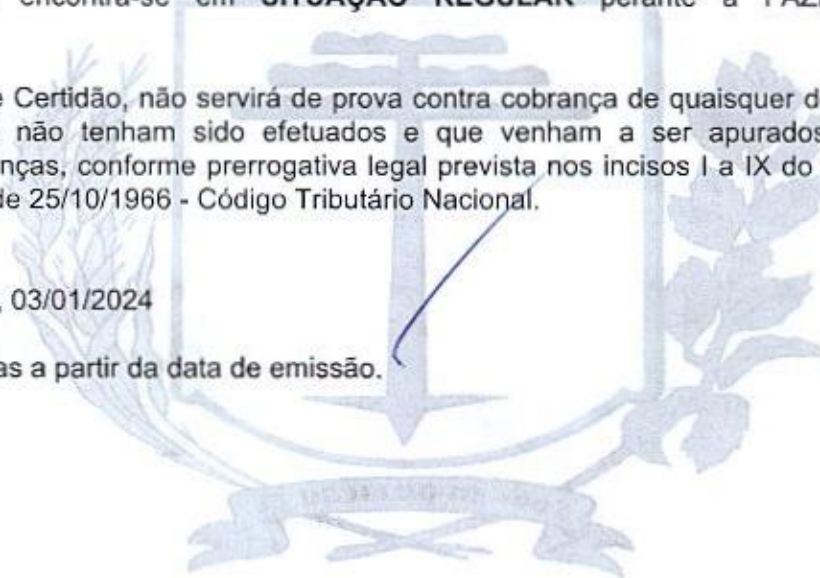 encontra-se em SITUAÇÃO REGULAR perante a
e Certidão, não servirá de prova contra cobrança de quaisquer
não tenham sido efetuados e que venham a ser apurados
nças, conforme prerrogativa legal prevista nos incisos I a IX do
de 25/10/1966 - Código Tributário Nacional.
, 03/01/2024
as a partir da data de emissão.